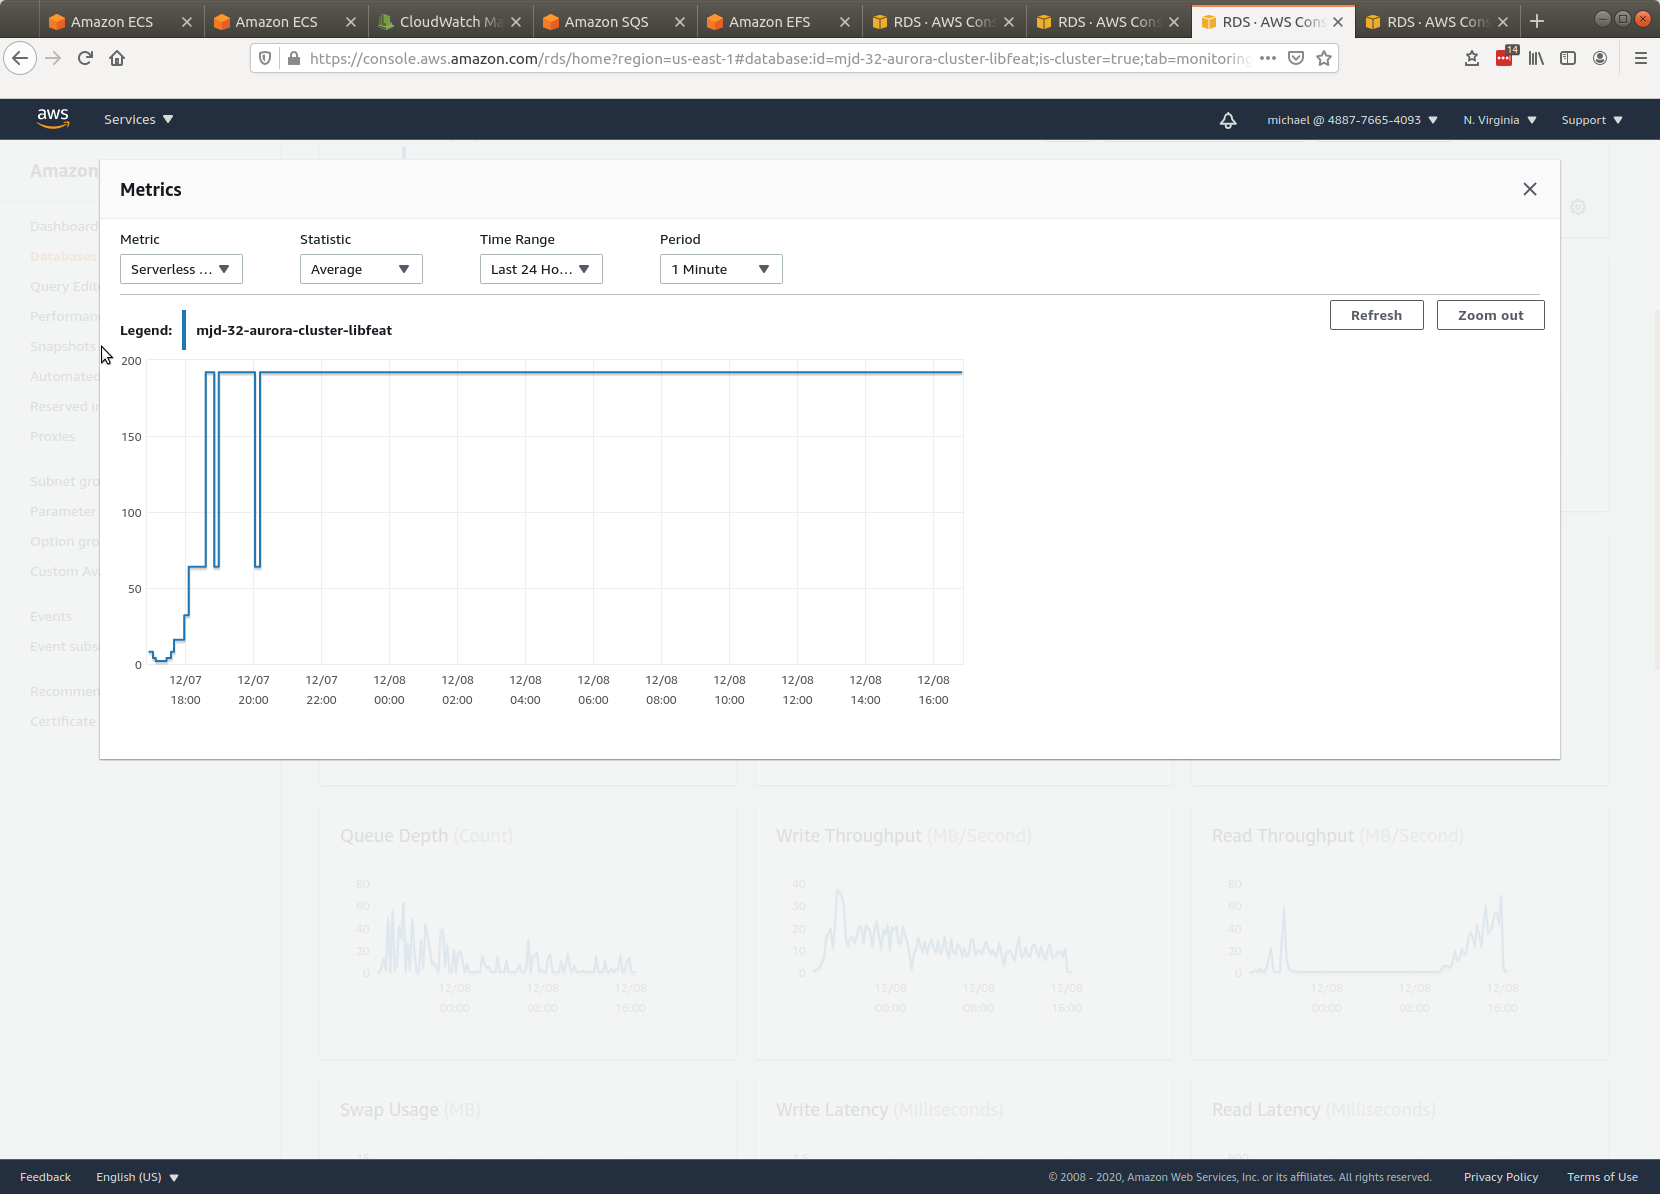 Amazon ECS
Amazon ECS
CloudWatch Ma
Amazon SQS
Amazon EFS
RDS · AWS Cons
RDS · AWS Cons
RDS · AWS Cons
RDS · AWS Cons
https://console.aws.amazon.com/rds/home?region=us-east-1#database:id=mjd-32-aurora-cluster-libfeat;is-cluster=true;tab=monitoring
14
aws
Services
michael @ 4887-7665-4093
N. Virginia
Support
Amazon
Dashboard
Databases
Query Edit
Performan
Snapshots
Automated
Reserved in
Proxies
Subnet gro
Parameter
Option gro
Custom Ava
Events
Event subs
Recommen
Certificate
Metrics
Metric
Statistic
Time Range
Period
Serverless ...
Average
Last 24 Ho...
1 Minute
Refresh
Zoom out
Legend:
mjd-32-aurora-cluster-libfeat
200
150
100
50
0
12/07 18:00
12/07 20:00
12/07 22:00
12/08 00:00
12/08 02:00
12/08 04:00
12/08 06:00
12/08 08:00
12/08 10:00
12/08 12:00
12/08 14:00
12/08 16:00
Queue Depth (Count)
80
60
40
20
0
12/08 00:00
12/08 08:00
12/08 16:00
Write Throughput (MB/Second)
40
30
20
10
0
12/08 00:00
12/08 08:00
12/08 16:00
Read Throughput (MB/Second)
80
60
40
20
0
12/08 00:00
12/08 08:00
12/08 16:00
Swap Usage (MB)
15
Write Latency (Milliseconds)
1.5
Read Latency (Milliseconds)
600
Feedback
English (US)
© 2008 - 2020, Amazon Web Services, Inc. or its affiliates. All rights reserved.
Privacy Policy
Terms of Use